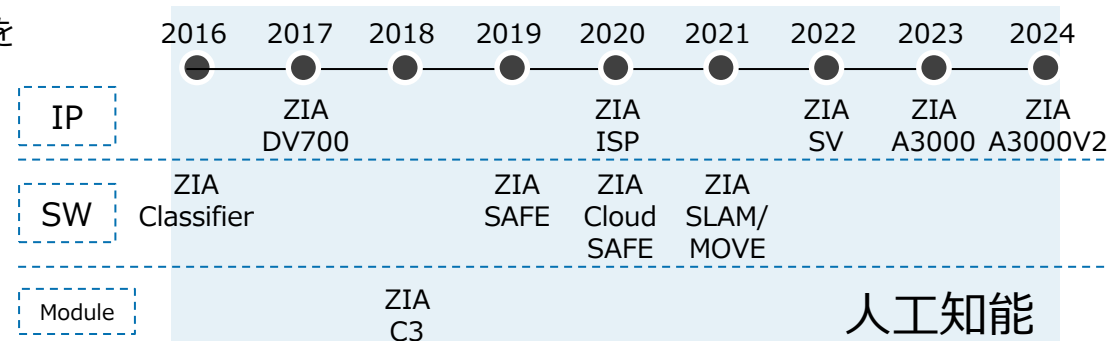 を
2016 2017 2018 2019 2020 2021 2022 2023 2024
IP
ZIA ZIA ZIA ZIA ZIA
DV700 ISP SV A3000 A3000V2
SW
ZIA ZIA ZIA ZIA
Classifier SAFE Cloud SLAM/
SAFE MOVE
Module
ZIA
C3
人工知能